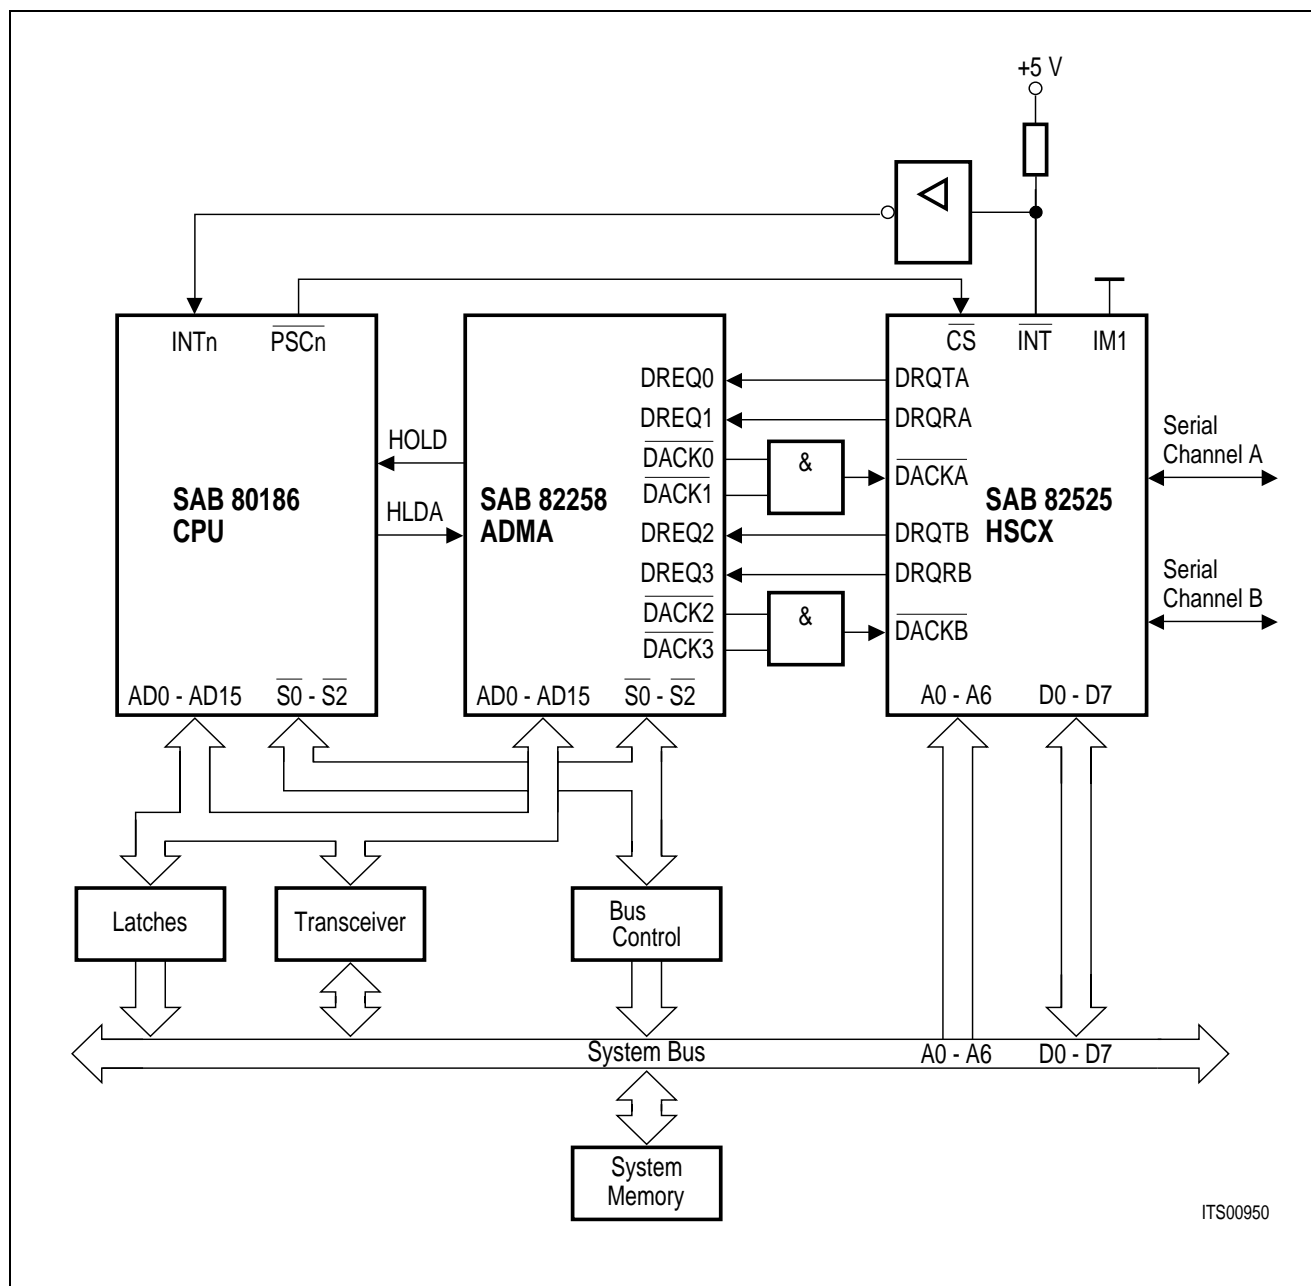 +5 V
INTn
PSCn
CS
INT
IM1
DREQ0
DRQTA
DREQ1
DRQRA
HOLD
DACK0
&
DACKA
Serial
Channel A
SAB 80186
CPU
SAB 82258
ADMA
DACK1
SAB 82525
HSCX
HLDA
DREQ2
DRQTB
DREQ3
DRQRB
Serial
Channel B
DACK2
&
DACKB
DACK3
AD0 - AD15
S0 - S2
AD0 - AD15
S0 - S2
A0 - A6
D0 - D7
Latches
Transceiver
Bus
Control
System Bus
A0 - A6
D0 - D7
System
Memory
ITS00950